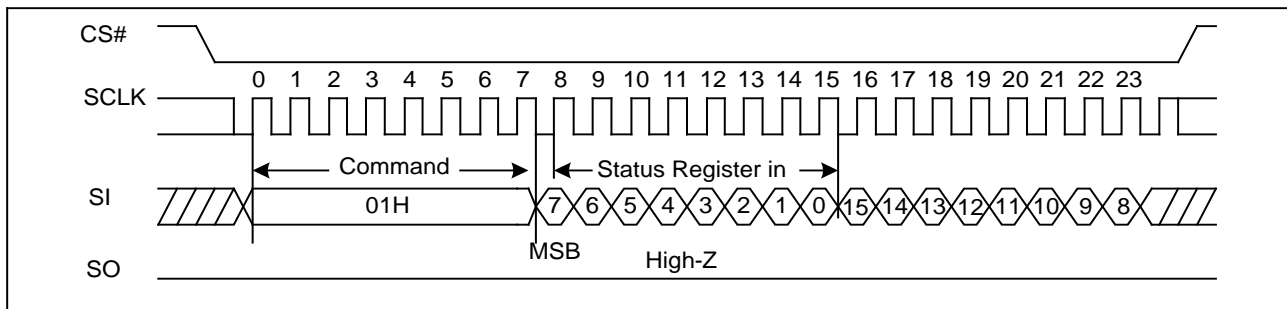 CS#
0 1 2 3 4 5 6 7 8 9 10 11 12 13 14 15 16 17 18 19 20 21 22 23
SCLK
Command Status Register in
SI 01H 7 6 5 4 3 2 1 0 15 14 13 12 11 10 9 8
MSB High-Z
SO